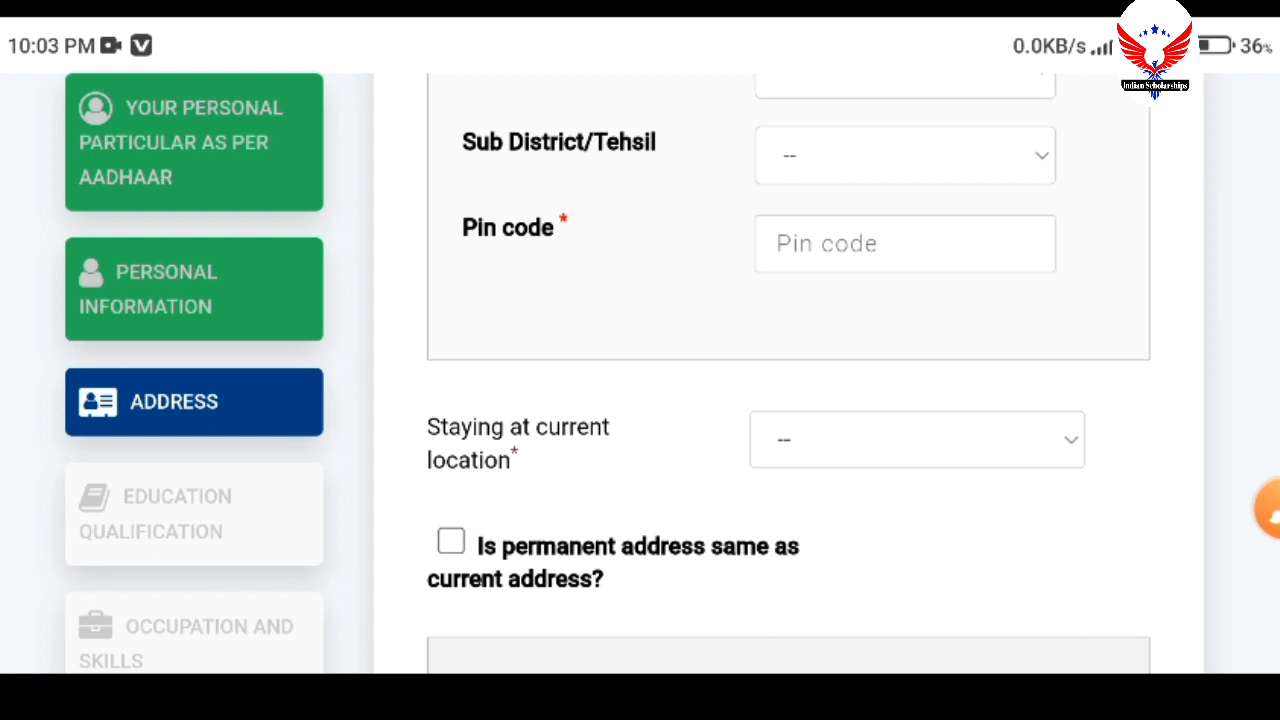 10:03 PM
0.0KB/s
36%
Indian Scholarships
YOUR PERSONAL
PARTICULAR AS PER
AADHAAR
PERSONAL
INFORMATION
ADDRESS
EDUCATION
QUALIFICATION
OCCUPATION AND
SKILLS
Sub District/Tehsil
--
Pin code *
Pin code
Staying at current
location*
--
Is permanent address same as
current address?